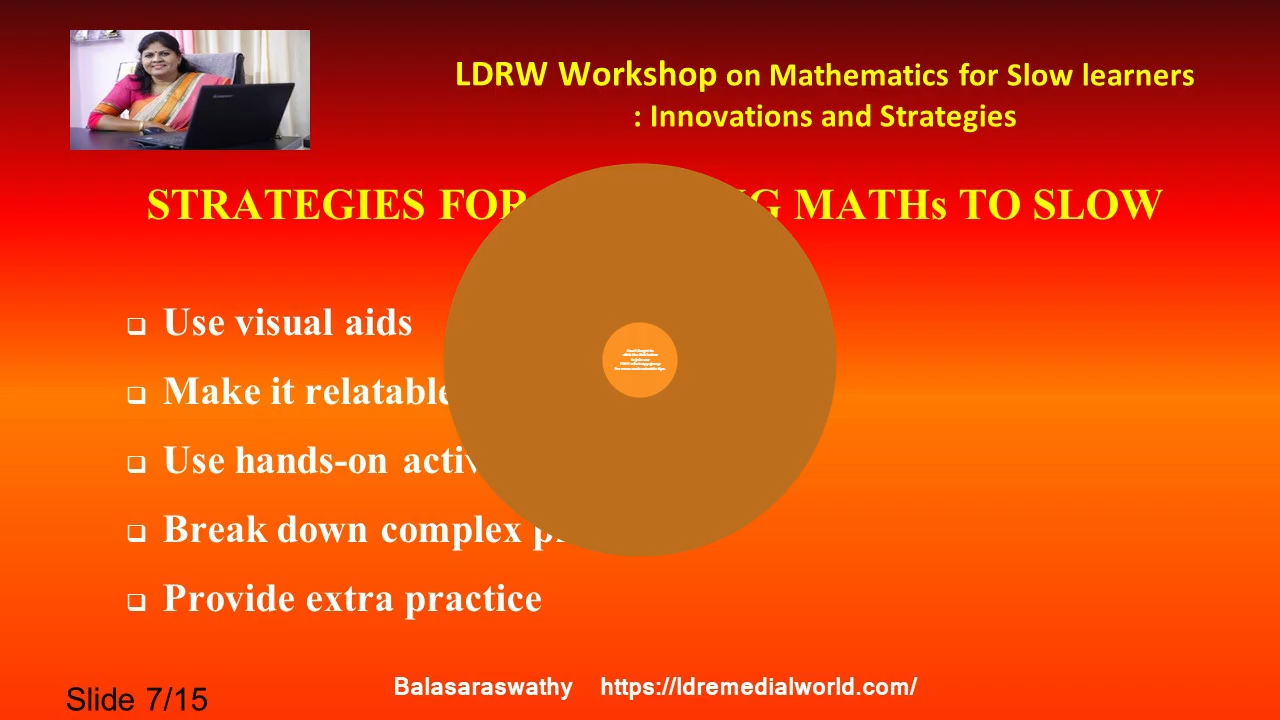 LDRW Workshop on Mathematics for Slow learners
: Innovations and Strategies
STRATEGIES FOR G MATHs TO SLOW
❑ Use visual aids
❑ Make it relatable
❑ Use hands-on activ
❑ Break down complex p
❑ Provide extra practice
Balasaraswathy https://ldremedialworld.com/
Slide 7/15